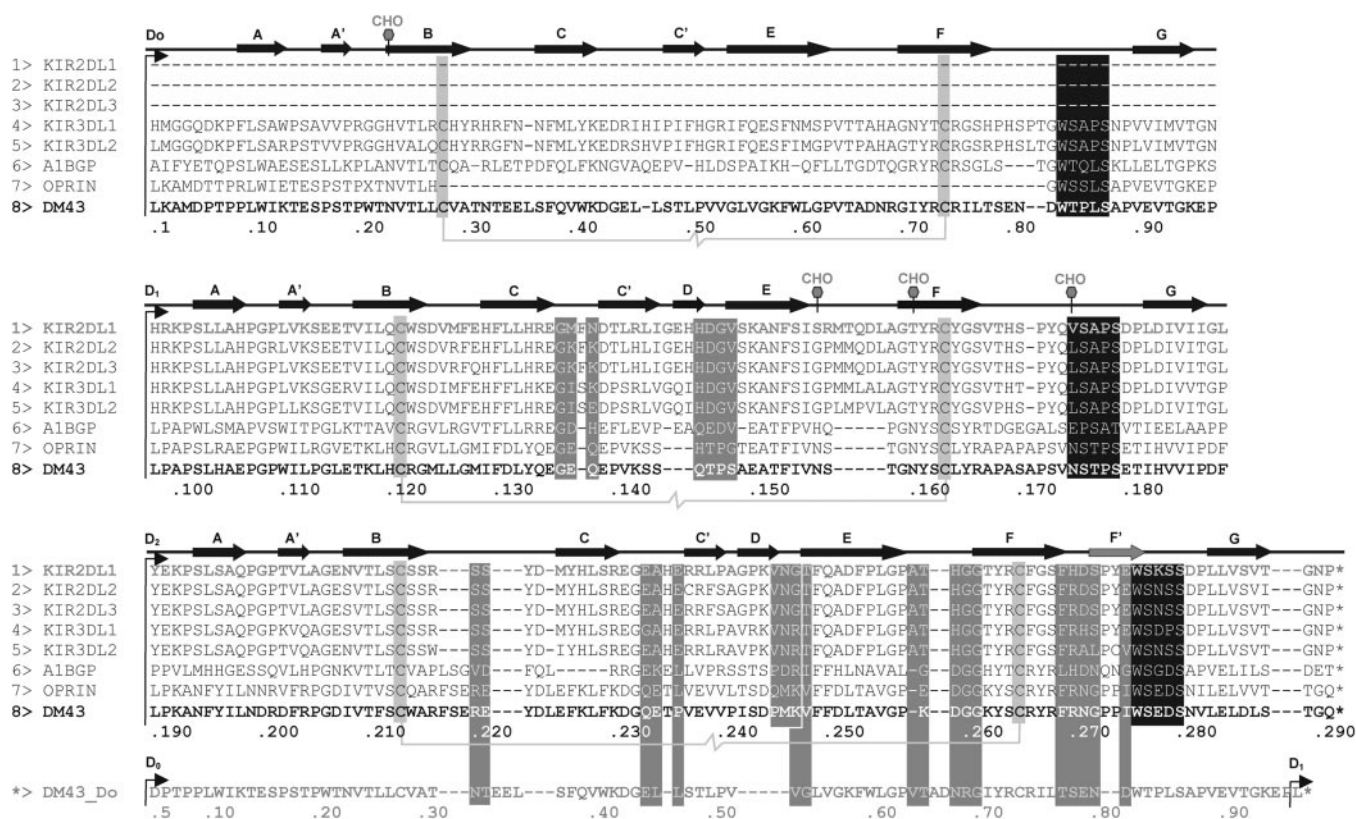 Do A A' CHO B C C' E F G
1> KIR2DL1 ------------------------------------------------------------------------------------------------
2> KIR2DL2 ------------------------------------------------------------------------------------------------
3> KIR2DL3 ------------------------------------------------------------------------------------------------
4> KIR3DL1 HMGGQDKPFLSAWPSAVVPRGGHVTLRCHYRHRFN-NFMLYKEDRIHIPIFHGRIFQESFNMSPVTTAHAGNYTCRGSHPHSPTGWSAPSNPVVIMVTGN
5> KIR3DL2 LMGGQDKPFLSARPSTVVPRGGHVALQCHYRRGFN-NFMLYKEDRSHVPIFHGRIFQESFIMGPVTPAHAGTYRCRGSRPHSLTGWSAPSNPLVIMVTGN
6> A1BGP AIFYETQPSLWAESESLLKPLANVTLTCQA-RLETPDFQLFKNGVAQEPV-HLDSPAIKH-QFLLTGDTQGRYRCRSGLS---TGWTQLSKLLELTGPKS
7> OPRIN LKAMDTTPRLWIETESPSTPXTNVTLH------------------------------------------------------GWSSLSAPVEVTGKEP
8> DM43 LKAMDPTPPLWIKTESPSTPWTNVTLLCVATNTEELSFQVWKDGEL-LSTLPVVGLVGKFWLGPVTADNRGIYRCRILTSEN--DWTPLSAPVEVTGKEP
.1 .10 .20 .30 .40 .50 .60 .70 .80 .90
D1 A A' B C C' D E CHO CHO F CHO G
1> KIR2DL1 HRKPSLLAHPGPLVKSEETVILQCWSDVMFEHFLLHREGMFNDTLRLIGEHHDGVSKANFSISRMTQDLAGTYRCYGSVTHS-PYQVSAPSDPLDIVIIGL
2> KIR2DL2 HRKPSLLAHPGRLVKSEETVILQCWSDVRFEHFLLHREGKFKDTLHLIGEHHDGVSKANFSIGPMMQDLAGTYRCYGSVTHS-PYQLSAPSDPLDIVITGL
3> KIR2DL3 HRKPSLLAHPGPLVKSEETVILQCWSDVRFQHFLLHREGKFKDTLHLIGEHHDGVSKANFSIGPMMQDLAGTYRCYGSVTHS-PYQLSAPSDPLDIVITGL
4> KIR3DL1 HRKPSLLAHPGPLVKSGERVILQCWSDIMFEHFFLHKEGISKDPSRLVGQIHDGVSKANFSIGPMMLALAGTYRCYGSVTHT-PYQLSAPSDPLDIVVTGP
5> KIR3DL2 HRKPSLLAHPGPLLKSGETVILQCWSDVMFEHFFLHREGISEDPSRLVGQIHDGVSKANFSIGPLMPVLAGTYRCYGSVPHS-PYQLSAPSDPLDIVITGL
6> A1BGP LPAPWLSMAPVSWITPGLKTTAVCRGVLRGVTFLLRREGD-HEFLEVP-EAQEDV-EATFPVHQ-----PGNYSCSYRTDGEGALSEPSATVTIEELAAPP
7> OPRIN LPAPSLRAEPGPWILRGVETKLHCRGVLLGMIFDLYQEGE-QEPVKSS--HTPGTEATFIVNS-----TGNYSCLYRAPAPAPSVNSTPSETIHVVIPDF
8> DM43 LPAPSLHAEPGPWILPGLETKLHCRGMLLGMIFDLYQEGE-QEPVKSS--QTPSAEATFIVNS-----TGNYSCLYRAPASAPSVNSTPSETIHVVIPDF
.100 .110 .120 .130 .140 .150 .160 .170 .180
D2 A A' B C C' D E F F' G
1> KIR2DL1 YEKPSLSAQPGPTVLAGENVTLSCSSR----SS---YD-MYHLSREGEAHERRLPAGPKVNGTFQADFPLGPAT--HGGTYRCFGSFHDSPYEWSKSSDPLLVSVT---GNP*
2> KIR2DL2 YEKPSLSAQPGPTVLAGESVTLSCSSR----SS---YD-MYHLSREGEAHECRFSAGPKVNGTFQADFPLGPAT--HGGTYRCFGSFRDSPYEWSNSSDPLLVSVI---GNP*
3> KIR2DL3 YEKPSLSAQPGPTVLAGESVTLSCSSR----SS---YD-MYHLSREGEAHERRFSAGPKVNGTFQADFPLGPAT--HGGTYRCFGSFRDSPYEWSNSSDPLLVSVT---GNP*
4> KIR3DL1 YEKPSLSAQPGPKVQAGESVTLSCSSR----SS---YD-MYHLSREGGAHERRLPAVRKVNRTFQADFPLGPAT--HGGTYRCFGSFRHSPYEWSDPSDPLLVSVT---GNP*
5> KIR3DL2 YEKPSLSAQPGPTVQAGENVTLSCSSW----SS---YD-IYHLSREGEAHERRLRAVPKVNRTFQADFPLGPAT--HGGTYRCFGSFRALPCVWSNSSDPLLVSVT---GNP*
6> A1BGP PPPVLMHHGESSQVLHPGNKVTLTCVAPLSGVD---FQL-----RRGEKELLVPRSSTSPDRIFFHLNAVAL-G-DGGHYTCRYRLHDNQNGWSGDSAPVELILS---DET*
7> OPRIN LPKANFYILNNRVFRPGDIVTVSCQARFSERE---YDLEFKLFKDGQETLVEVVLTSDQMKVFFDLTAVGP-E-DGGKYSCRYRFRNGPPIWSEDSNILELVVT---TGQ*
8> DM43 LPKANFYILNDRDFRPGDIVTFSCWARFSERE---YDLEFKLFKDGQETPVEVVPISDPMKVFFDLTAVGP-K-DGGKYSCRYRFRNGPPIWSEDSNVLELDLS---TGQ*
.190 .200 .210 .220 .230 .240 .250 .260 .270 .280 .290
D0 D1
*> DM43_Do DPTPPLWIKTESPSTPWTNVTLLCVAT----NTEEL---SFQVWKDGEL-LSTLPV-----VGLVGKFWLGPVTADNRGIYRCRILTSEN--DWTPLSAPVEVTGKEPL*
.5 .10 .20 .30 .40 .50 .60 .70 .80 .90